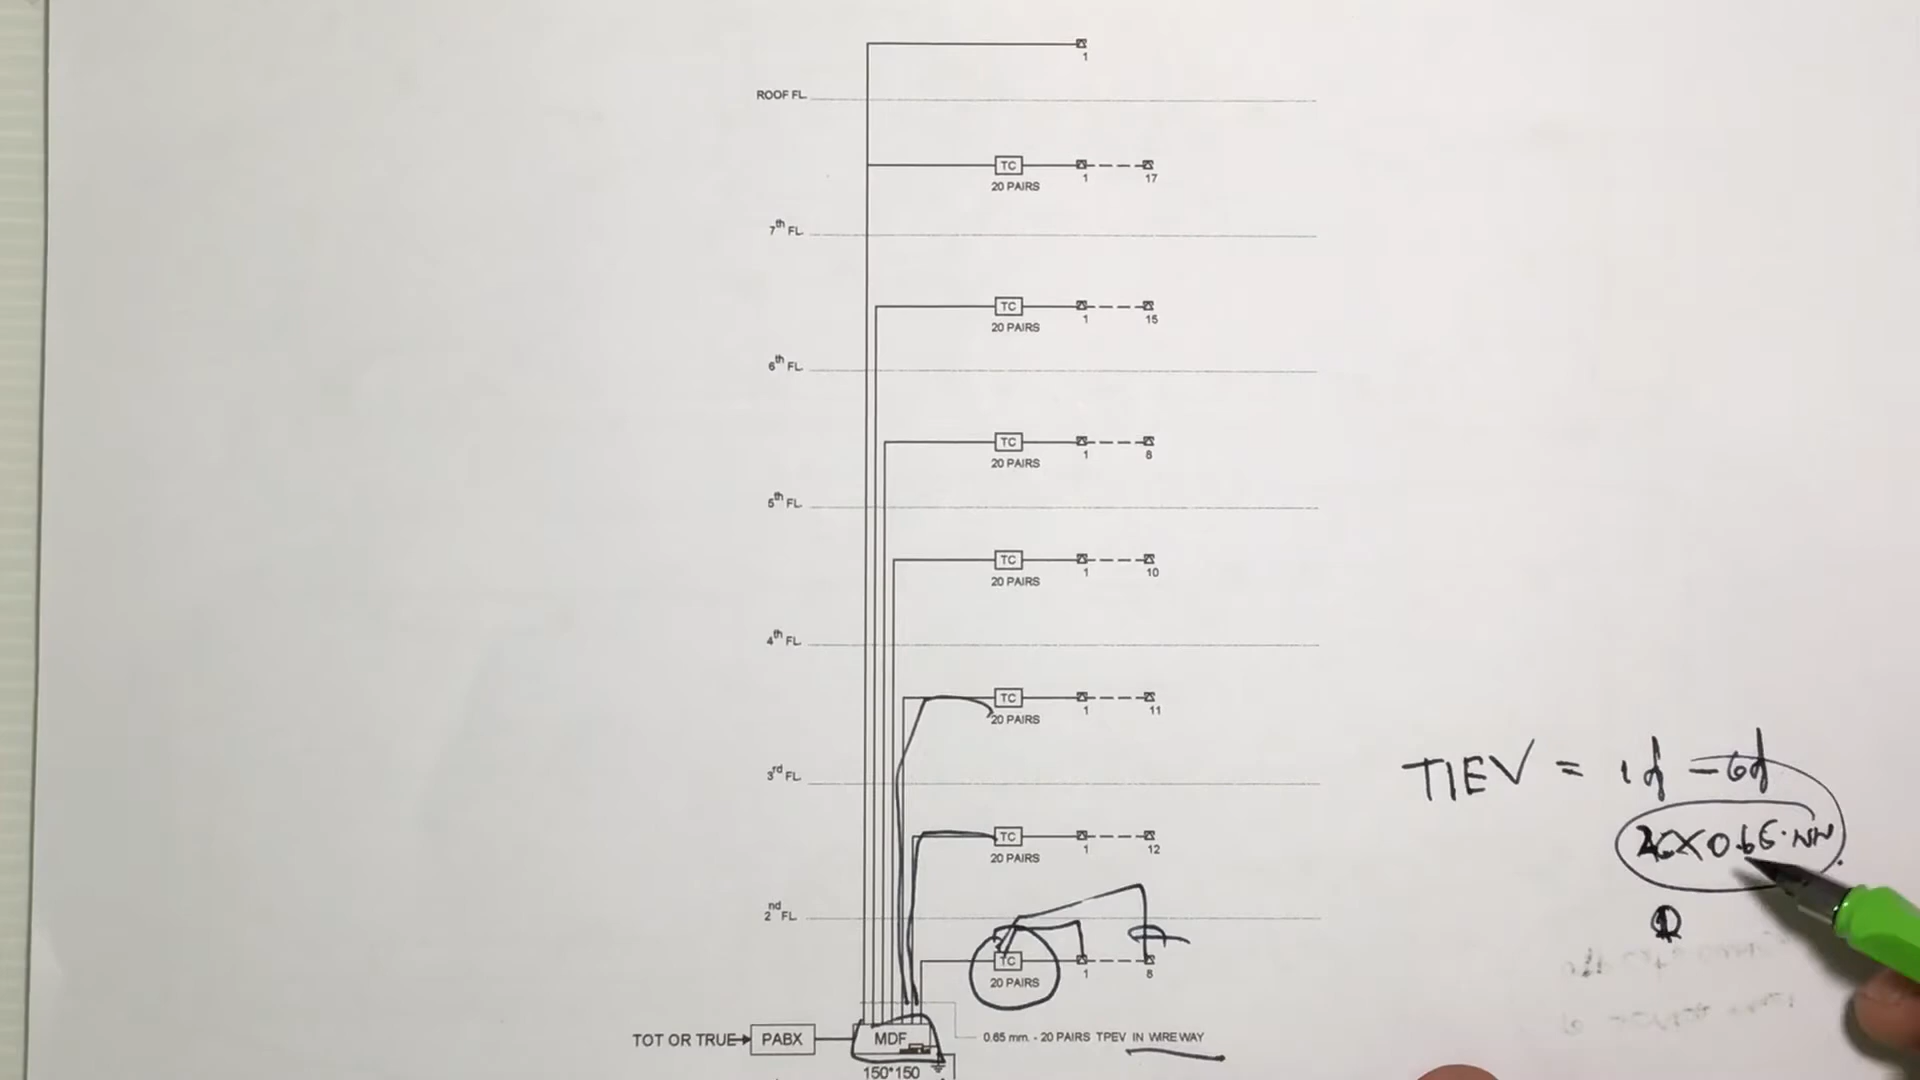 1
ROOF FL.
TC
20 PAIRS
1
17
7th FL.
TC
20 PAIRS
1
15
6th FL.
TC
20 PAIRS
1
8
5th FL.
TC
20 PAIRS
1
10
4th FL.
TC
20 PAIRS
1
11
3rd FL.
TIEV =
TC
20 PAIRS
1
12
2nd FL.
TC
20 PAIRS
1
8
TOT OR TRUE
PABX
MDF
0.65 mm. - 20 PAIRS TPEV IN WIRE WAY
150*150